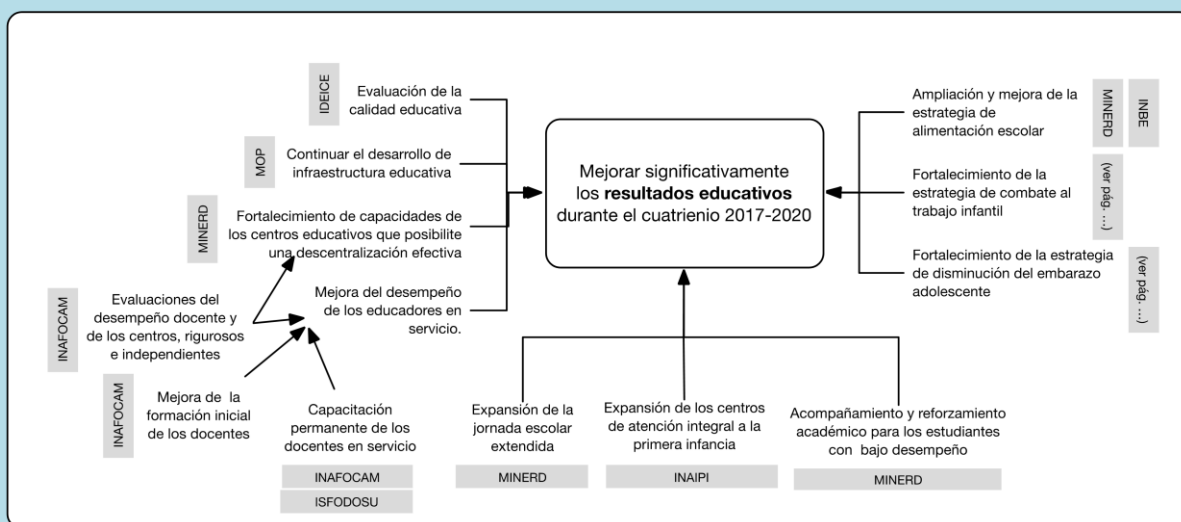 IDEICE
Evaluación de la
calidad educativa
MOP
Continuar el desarrollo de
infraestructura educativa
MINERD
Fortalecimiento de capacidades de
los centros educativos que posibilite
una descentralización efectiva
Mejora del desempeño
de los educadores en
servicio.
INAFOCAM
Evaluaciones del
desempeño docente y
de los centros, rigurosos
e independientes
INAFOCAM
Mejora de la
formación inicial
de los docentes
Capacitación
permanente de los
docentes en servicio
INAFOCAM
ISFODOSU
Mejorar significativamente
los resultados educativos
durante el cuatrienio 2017-2020
Expansión de la
jornada escolar
extendida
MINERD
Expansión de los centros
de atención integral a la
primera infancia
INAIPI
Acompañamiento y reforzamiento
académico para los estudiantes
con bajo desempeño
MINERD
Ampliación y mejora de la
estrategia de
alimentación escolar
MINERD
INBE
Fortalecimiento de la
estrategia de combate al
trabajo infantil
(ver pág. ...)
Fortalecimiento de la estrategia
de disminución del embarazo
adolescente
(ver pág. ...)